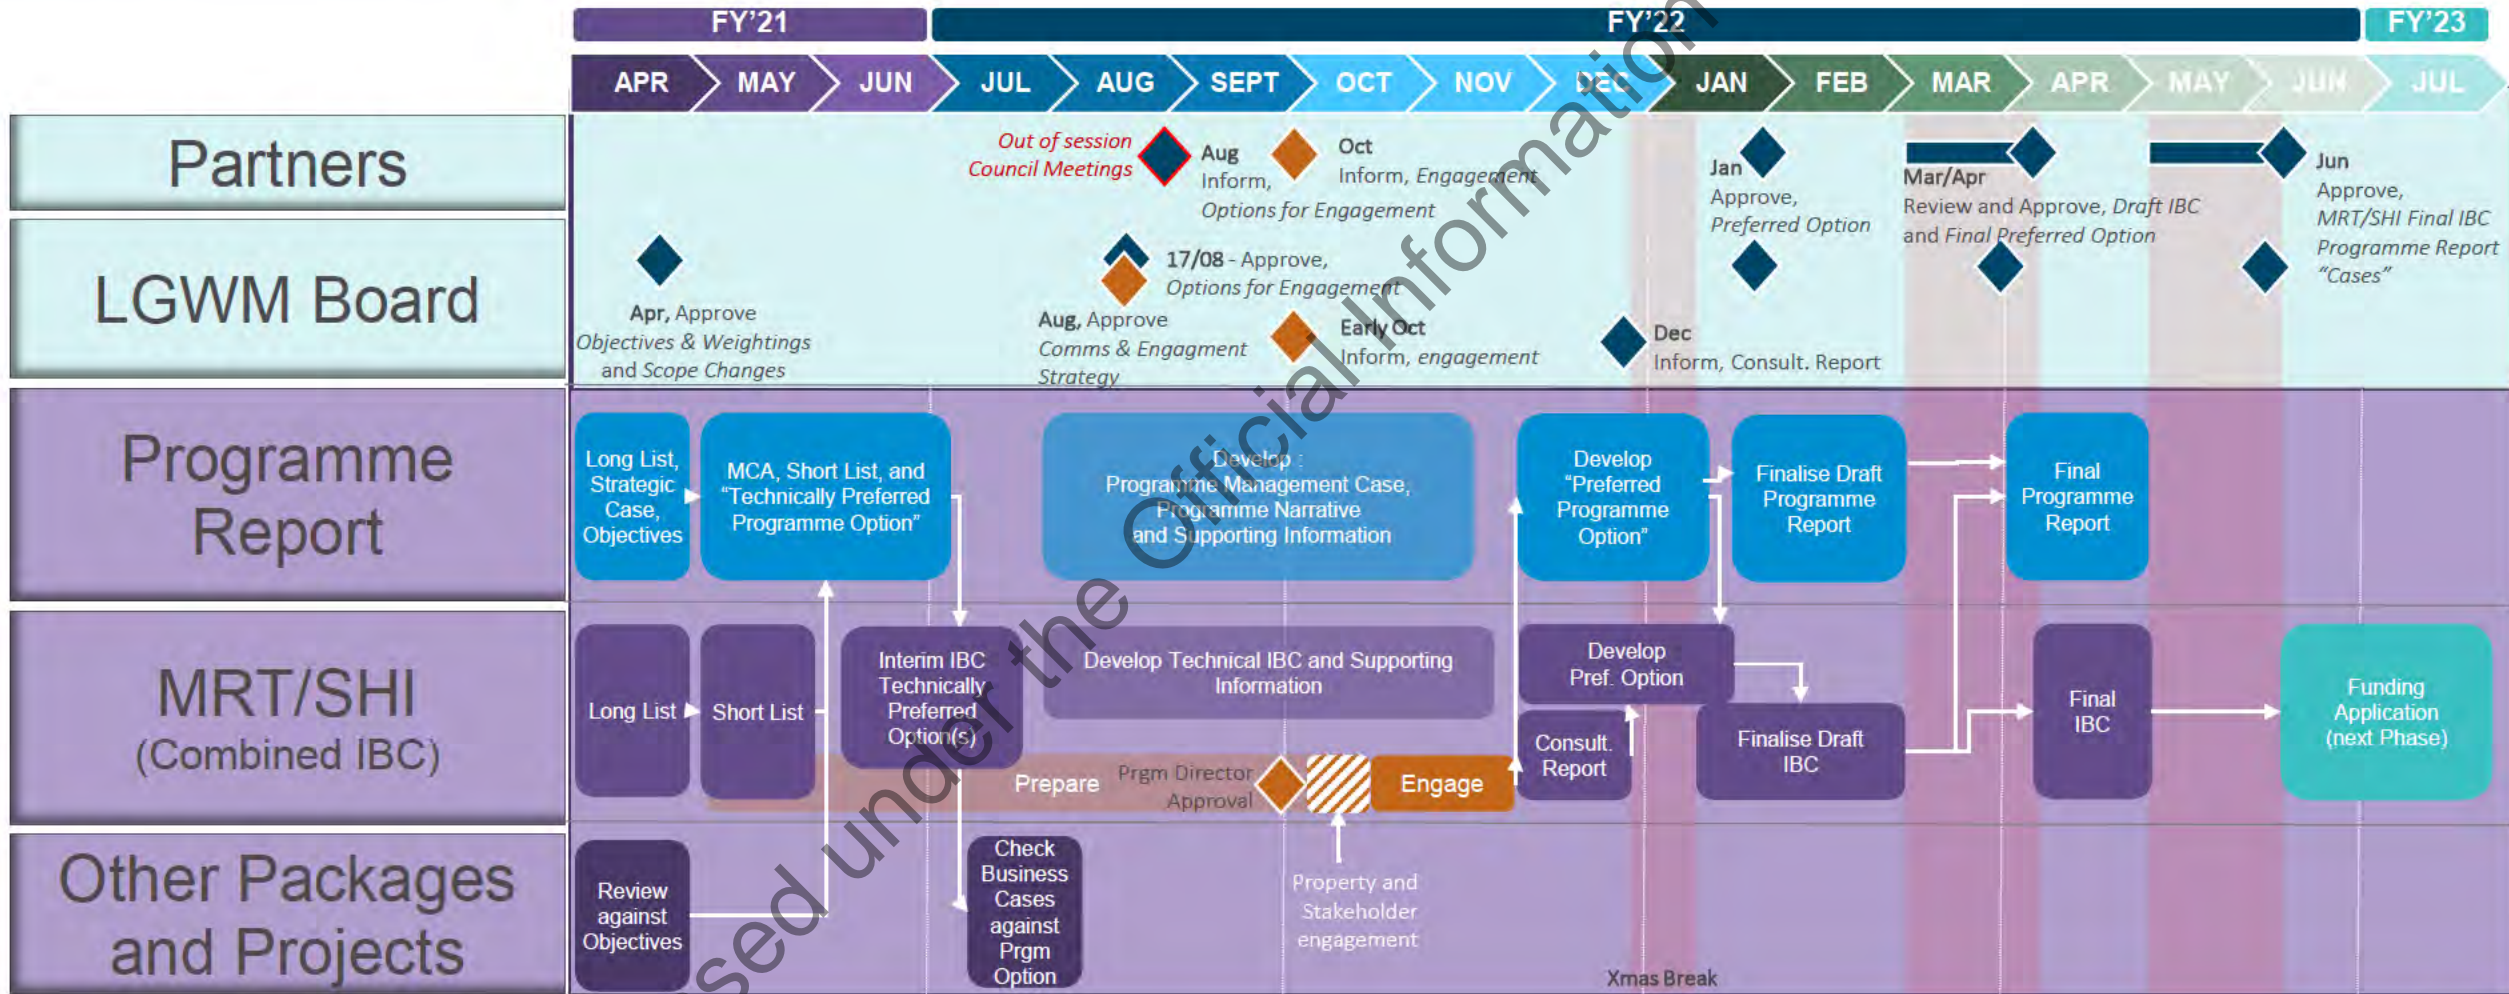 FY'21
FY'22
FY'23
APR
MAY
JUN
JUL
AUG
SEPT
OCT
NOV
DEC
JAN
FEB
MAR
APR
MAY
JUN
JUL
Partners
Out of session
Council Meetings
Aug
Inform,
Options for Engagement
Oct
Inform, Engagement
Jan
Approve,
Preferred Option
Mar/Apr
Review and Approve, Draft IBC
and Final Preferred Option
Jun
Approve,
MRT/SHI Final IBC
Programme Report
“Cases”
LGWM Board
Apr, Approve
Objectives & Weightings
and Scope Changes
17/08 - Approve,
Options for Engagement
Aug, Approve
Comms & Engagment
Strategy
Early Oct
Inform, engagement
Dec
Inform, Consult. Report
Programme
Report
Long List,
Strategic
Case,
Objectives
MCA, Short List, and
“Technically Preferred
Programme Option”
Develop :
Programme Management Case,
Programme Narrative
and Supporting Information
Develop
“Preferred
Programme
Option”
Finalise Draft
Programme
Report
Final
Programme
Report
MRT/SHI
(Combined IBC)
Long List
Short List
Interim IBC
Technically
Preferred
Option(s)
Develop Technical IBC and Supporting
Information
Develop
Pref. Option
Consult.
Report
Finalise Draft
IBC
Final
IBC
Funding
Application
(next Phase)
Prepare
Prgm Director
Approval
Engage
Property and
Stakeholder
engagement
Other Packages
and Projects
Review
against
Objectives
Check
Business
Cases
against
Prgm
Option
Xmas Break
sed under the Official Information